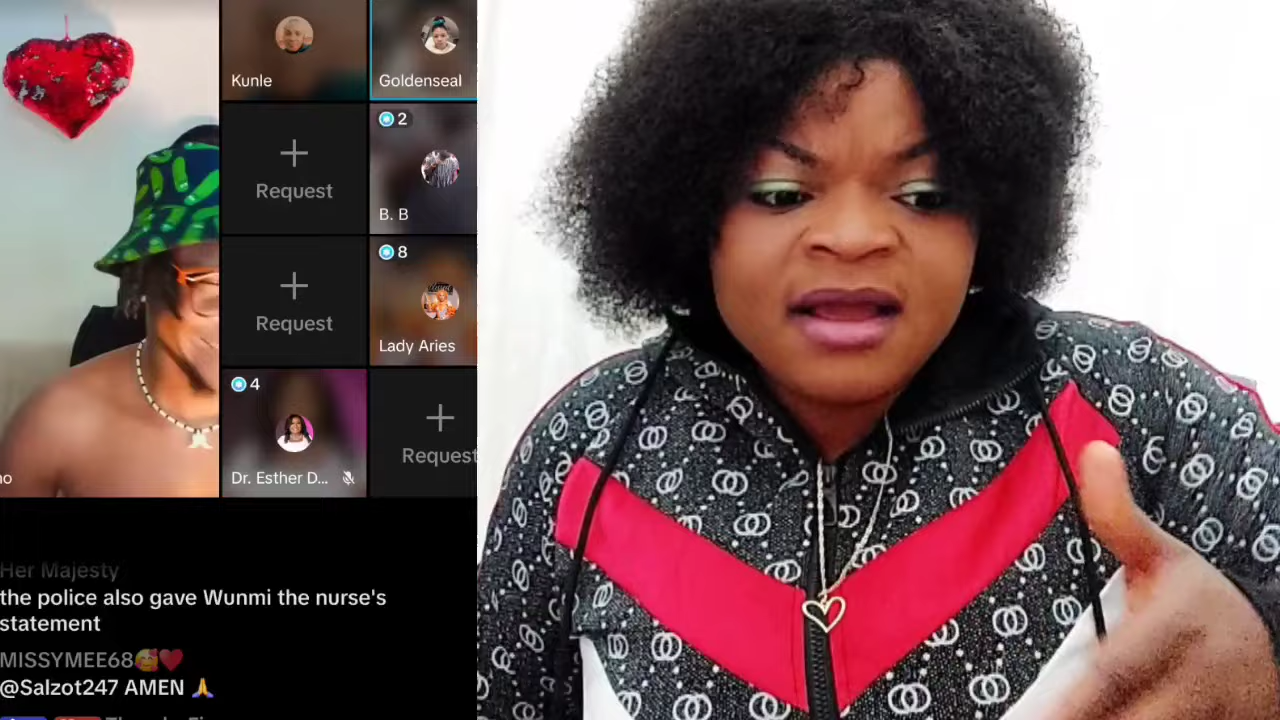 Kunle
Goldenseal
2
Request
B. B
8
Request
Lady Aries
4
Dr. Esther D...
Request
no
Her Majesty
the police also gave Wunmi the nurse's
statement
MISSYMEE68🥰❤️
@Salzot247 AMEN 🙏